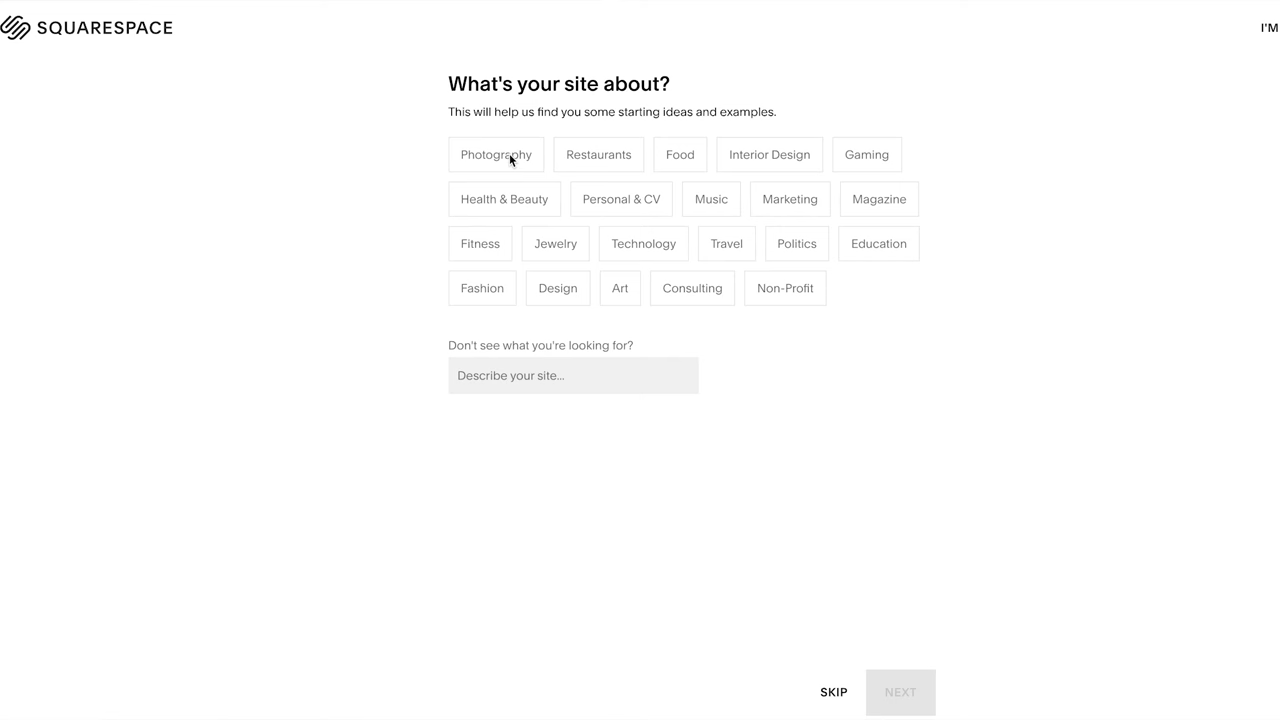 SQUARESPACE
I'M
What's your site about?
This will help us find you some starting ideas and examples.
Photography Restaurants Food Interior Design Gaming
Health & Beauty Personal & CV Music Marketing Magazine
Fitness Jewelry Technology Travel Politics Education
Fashion Design Art Consulting Non-Profit
Don't see what you're looking for?
Describe your site...
SKIP NEXT